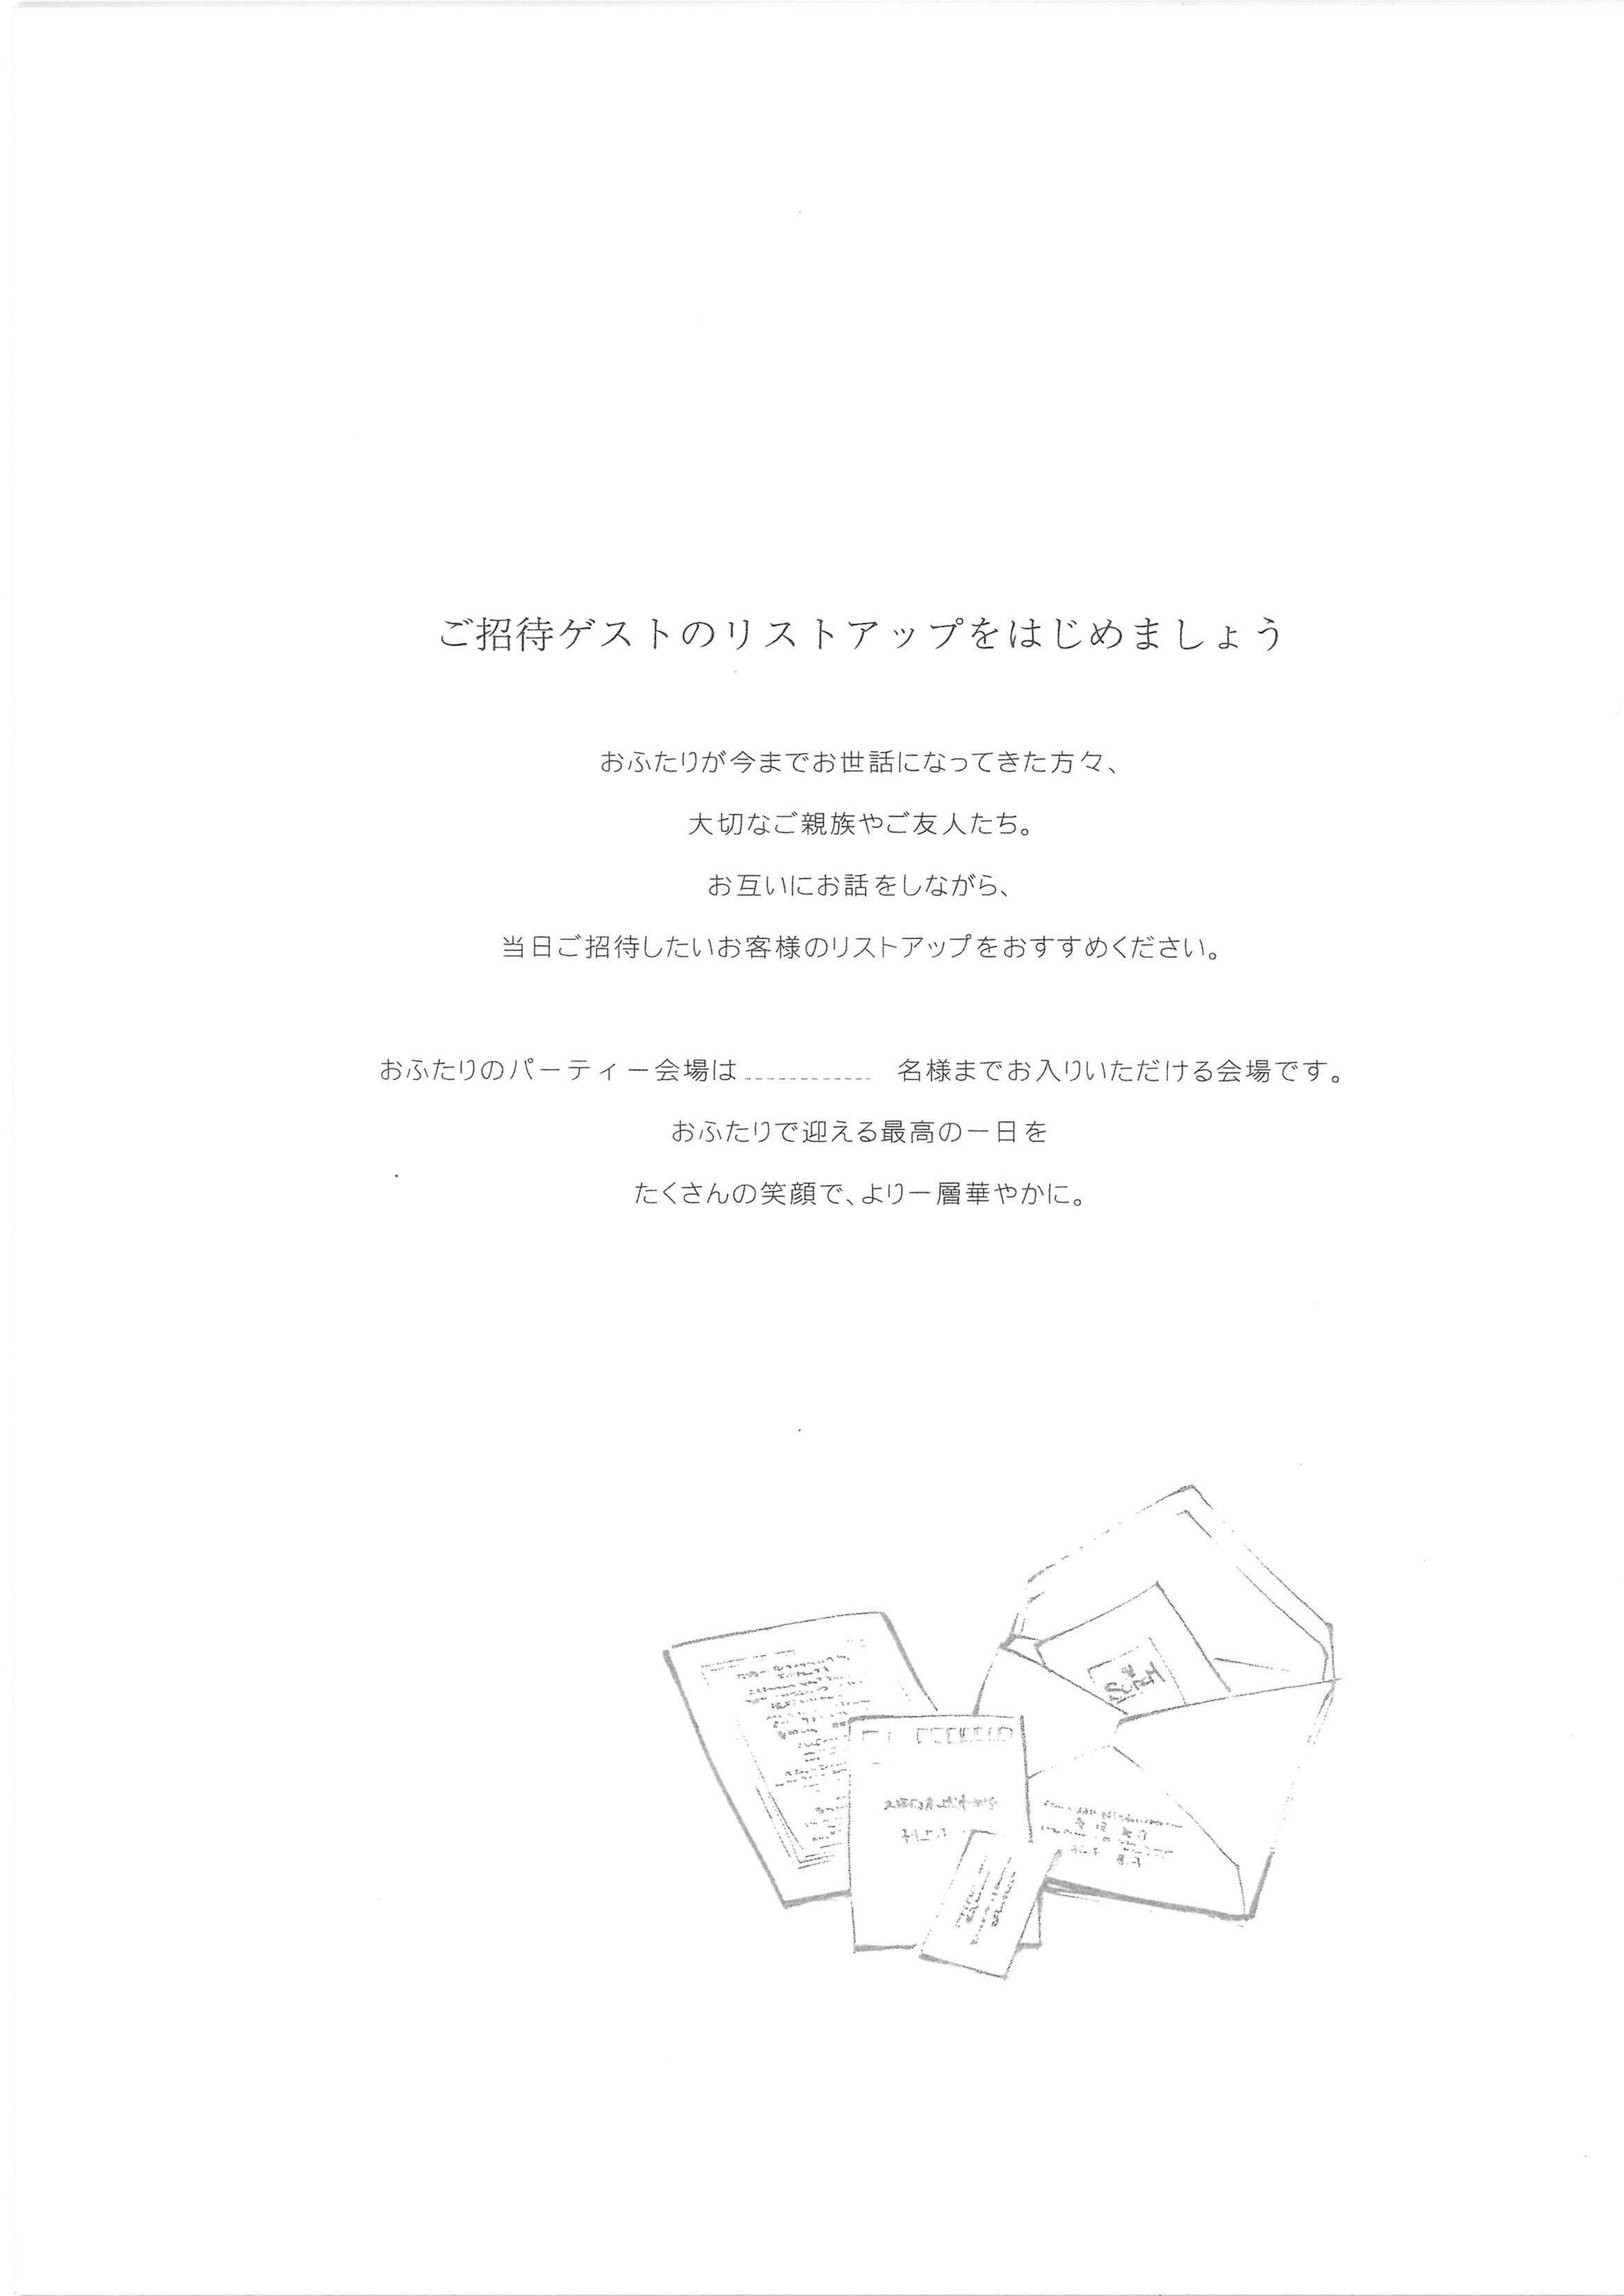 ご招待ゲストのリストアップをはじめましょう
おふたりが今までお世話になってきた方々、
大切なご親族やご友人たち。
お互いにお話をしながら、
当日ご招待したいお客様のリストアップをおすすめください。
おふたりのパーティー会場は............ 名様までお入りいただける会場です。
おふたりで迎える最高の一日を
たくさんの笑顔で、より一層華やかに。